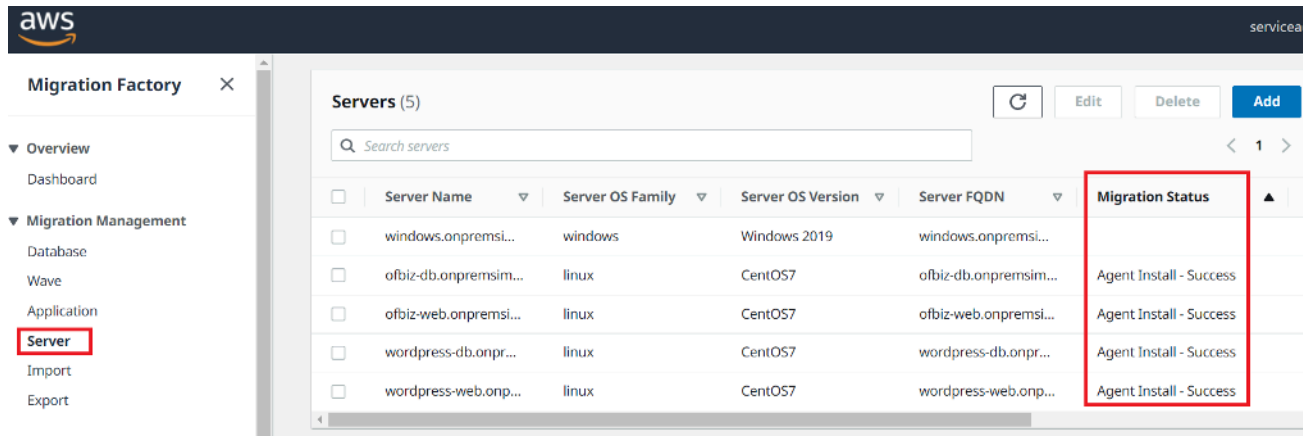 aws
servicea
Migration Factory
Overview
Dashboard
Migration Management
Database
Wave
Application
Server
Import
Export
Servers (5)
Edit Delete Add
Search servers
1
Server Name Server OS Family Server OS Version Server FQDN Migration Status
windows.onpremsi... windows Windows 2019 windows.onpremsi...
ofbiz-db.onpremsim... linux CentOS7 ofbiz-db.onpremsim... Agent Install - Success
ofbiz-web.onpremsi... linux CentOS7 ofbiz-web.onpremsi... Agent Install - Success
wordpress-db.onpr... linux CentOS7 wordpress-db.onpr... Agent Install - Success
wordpress-web.onp... linux CentOS7 wordpress-web.onp... Agent Install - Success